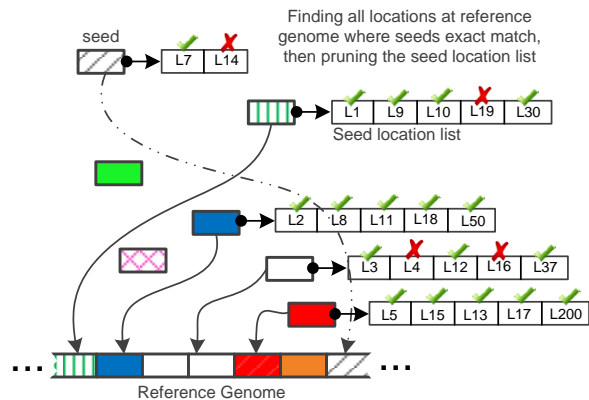 Finding all locations at reference
genome where seeds exact match,
then pruning the seed location list
seed
L7 L14
L1 L9 L10 L19 L30
Seed location list
L2 L8 L11 L18 L50
L3 L4 L12 L16 L37
L5 L15 L13 L17 L200
... ...
Reference Genome